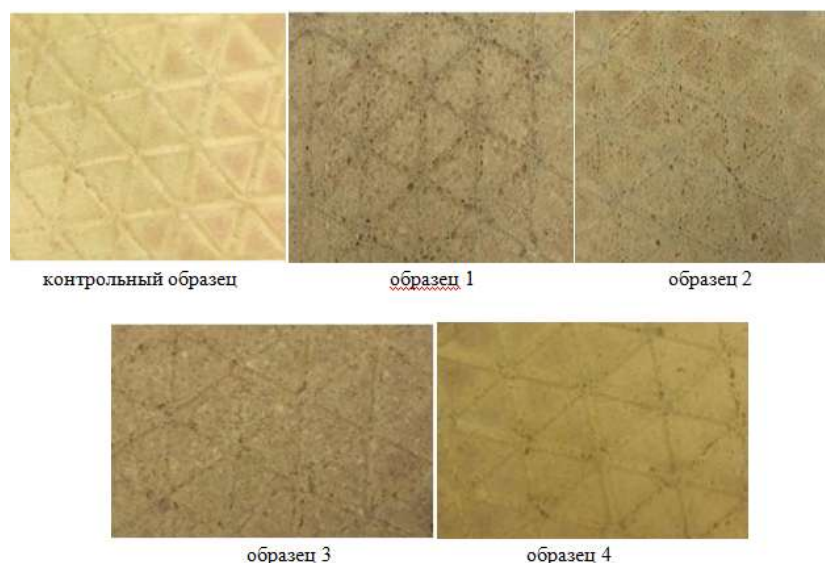 контрольный образец
образец 1
образец 2
образец 3
образец 4